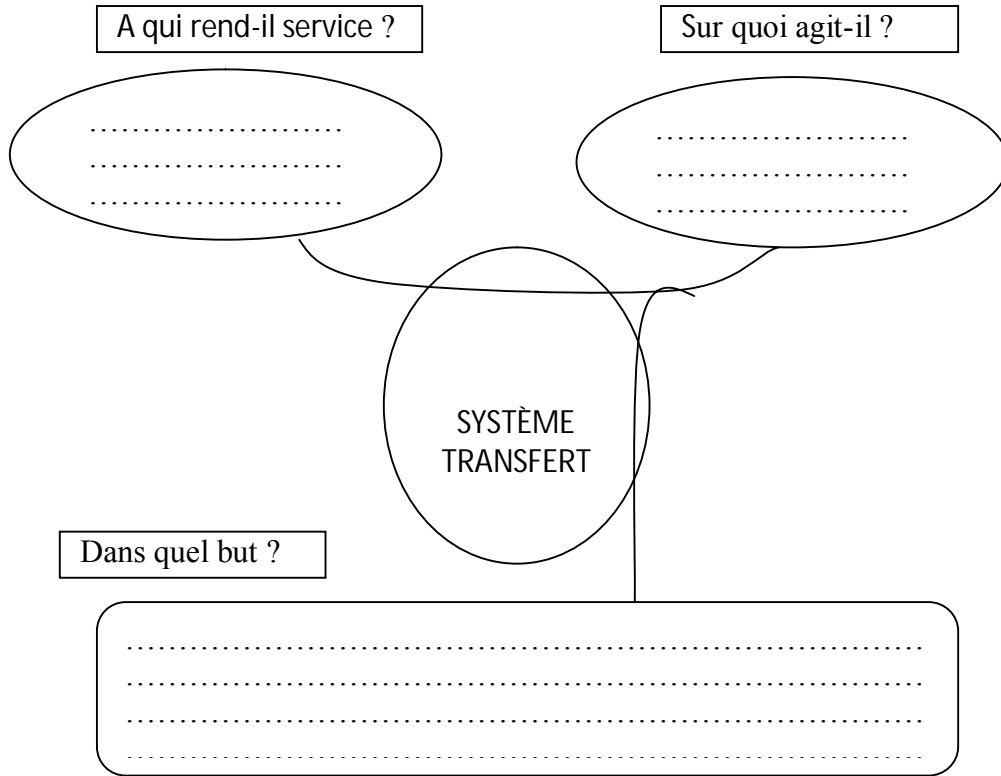 A qui rend-il service ?
Sur quoi agit-il ?
SYSTÈME
TRANSFERT
Dans quel but ?